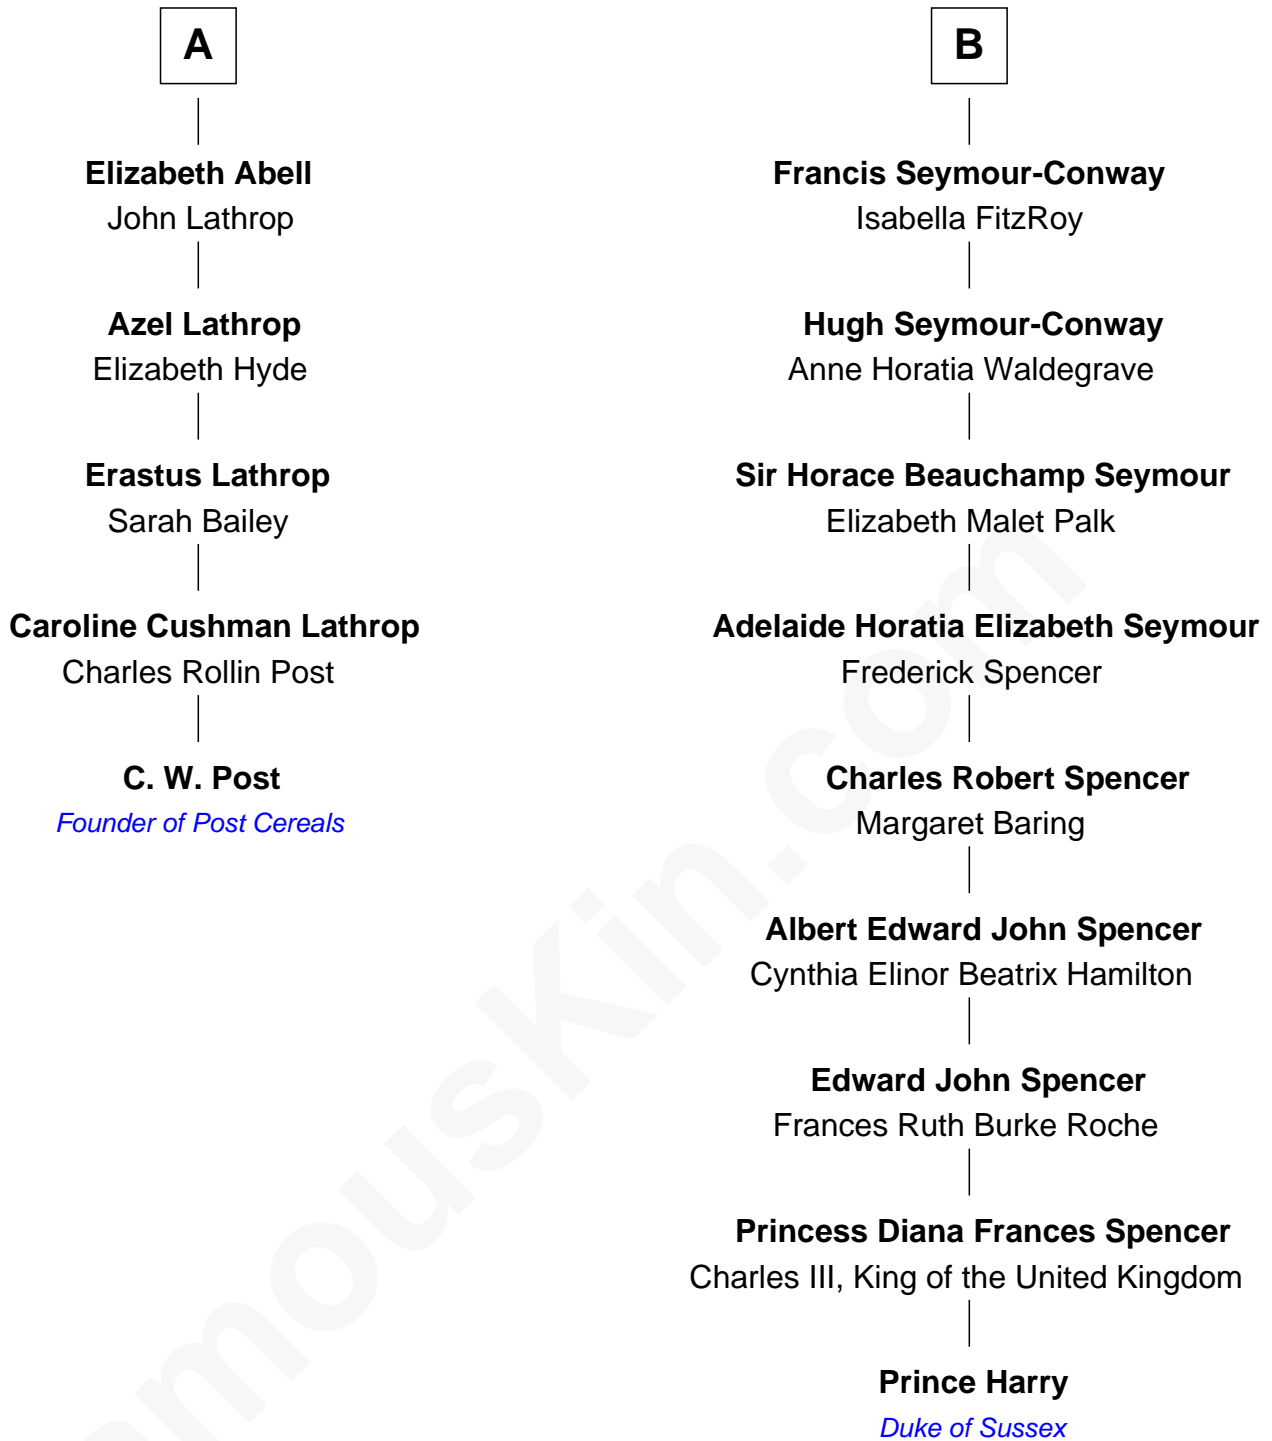 A
Elizabeth Abell
John Lathrop
Azel Lathrop
Elizabeth Hyde
Erastus Lathrop
Sarah Bailey
Caroline Cushman Lathrop
Charles Rollin Post
C. W. Post
Founder of Post Cereals
B
Francis Seymour-Conway
Isabella FitzRoy
Hugh Seymour-Conway
Anne Horatia Waldegrave
Sir Horace Beauchamp Seymour
Elizabeth Malet Palk
Adelaide Horatia Elizabeth Seymour
Frederick Spencer
Charles Robert Spencer
Margaret Baring
Albert Edward John Spencer
Cynthia Elinor Beatrix Hamilton
Edward John Spencer
Frances Ruth Burke Roche
Princess Diana Frances Spencer
Charles III, King of the United Kingdom
Prince Harry
Duke of Sussex
amousKin.com